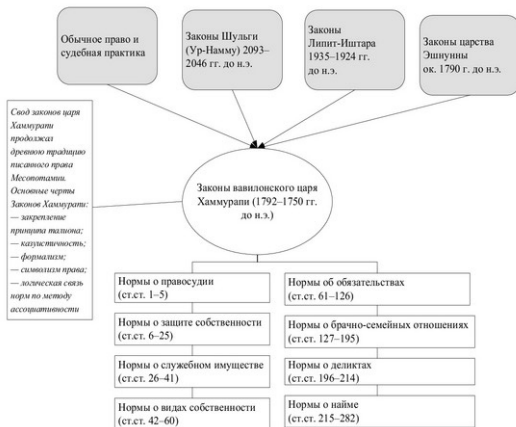 Обычное право и
судебная практика
Законы Шульги
(Ур-Намму) 2093–
2046 гг. до н.э.
Законы
Липит-Иштара
1935–1924 гг.
до н.э.
Законы царства
Эшнунны
ок. 1790 г. до н.э.
Свод законов царя
Хаммурати
продолжал
древнюю традицию
писанного права
Месопотамии.
Основные черты
Законов Хаммурати:
— закрепление
принципа талиона;
— казуистичность;
— формализм;
— символизм права;
— логическая связь
норм по методу
ассоциативности
Законы вавилонского царя
Хаммурапи (1792–1750 гг.
до н.э.)
Нормы о правосудии
(ст.ст. 1–5)
Нормы о защите собственности
(ст.ст. 6–25)
Нормы о служебном имуществе
(ст.ст. 26–41)
Нормы о видах собственности
(ст.ст. 42–60)
Нормы об обязательствах
(ст.ст. 61–126)
Нормы о брачно-семейных отношениях
(ст.ст. 127–195)
Нормы о деликтах
(ст.ст. 196–214)
Нормы о найме
(ст.ст. 215–282)